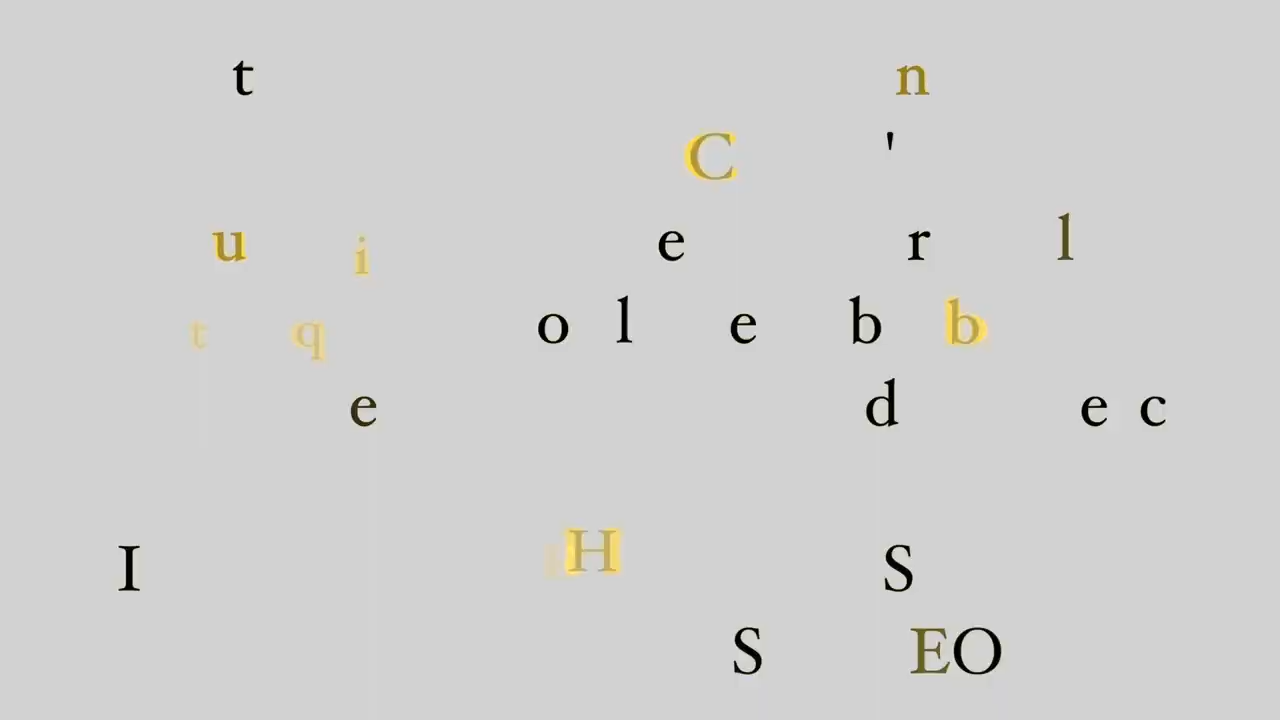 t n
C '
u i e r l
t q o l e b b
e d e c
I H S
S EO